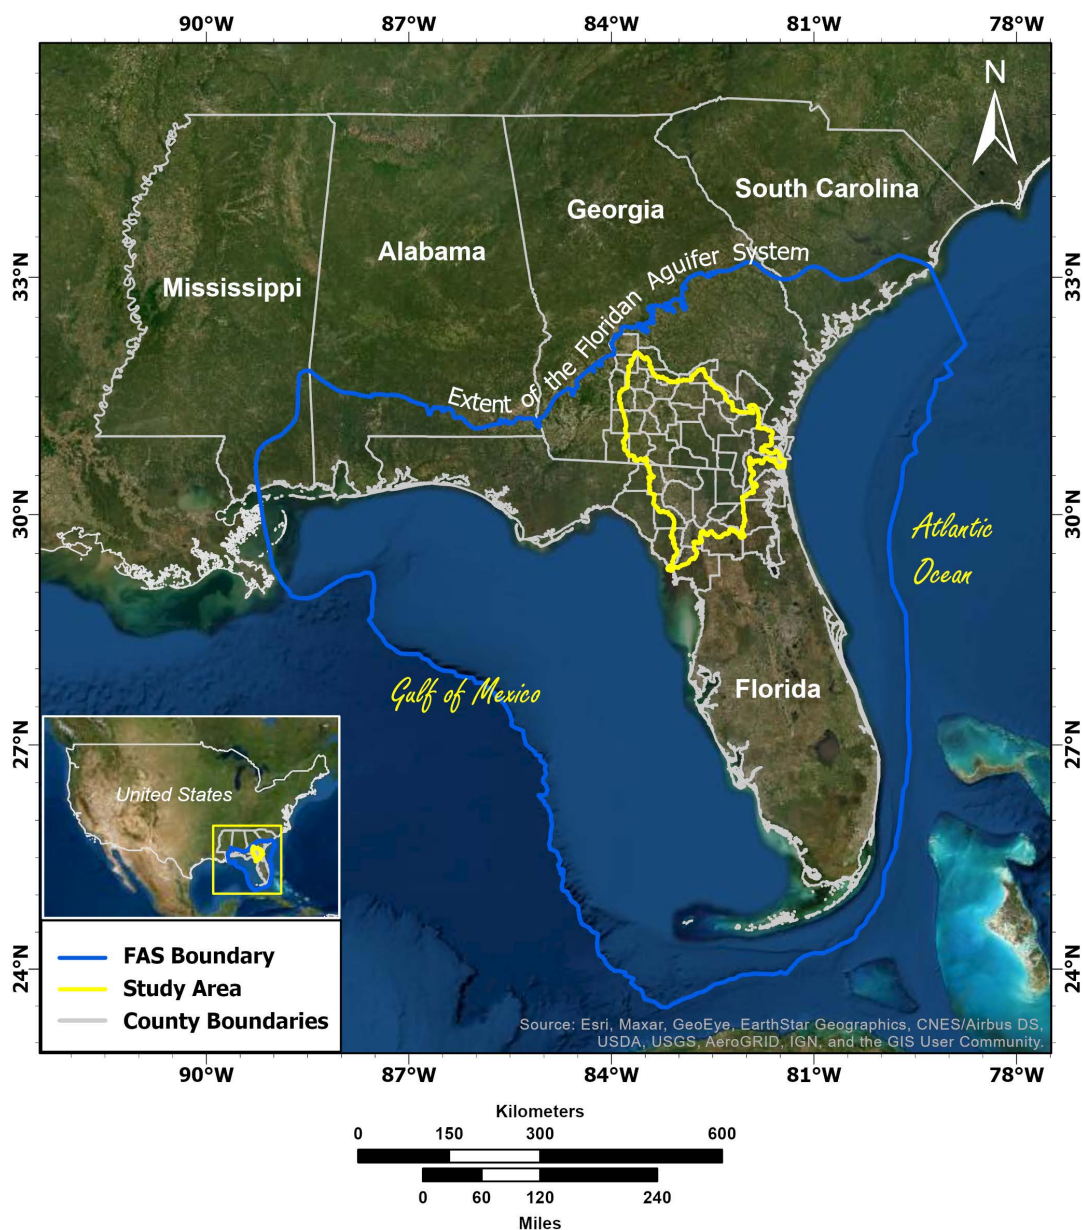 90°W 87°W 84°W 81°W 78°W
N
South Carolina
Georgia
Alabama
Mississippi
Extent of the Floridan Aguifer System
33°N 33°N
30°N 30°N
Atlantic
Ocean
Florida
Gulf of Mexico
27°N 27°N
United States
24°N 24°N
FAS Boundary
Study Area
County Boundaries
Source: Esri, Maxar, GeoEye, EarthStar Geographics, CNES/Airbus DS,
USDA, USGS, AeroGRID, IGN, and the GIS User Community.
90°W 87°W 84°W 81°W 78°W
Kilometers
0 150 300 600
0 60 120 240
Miles